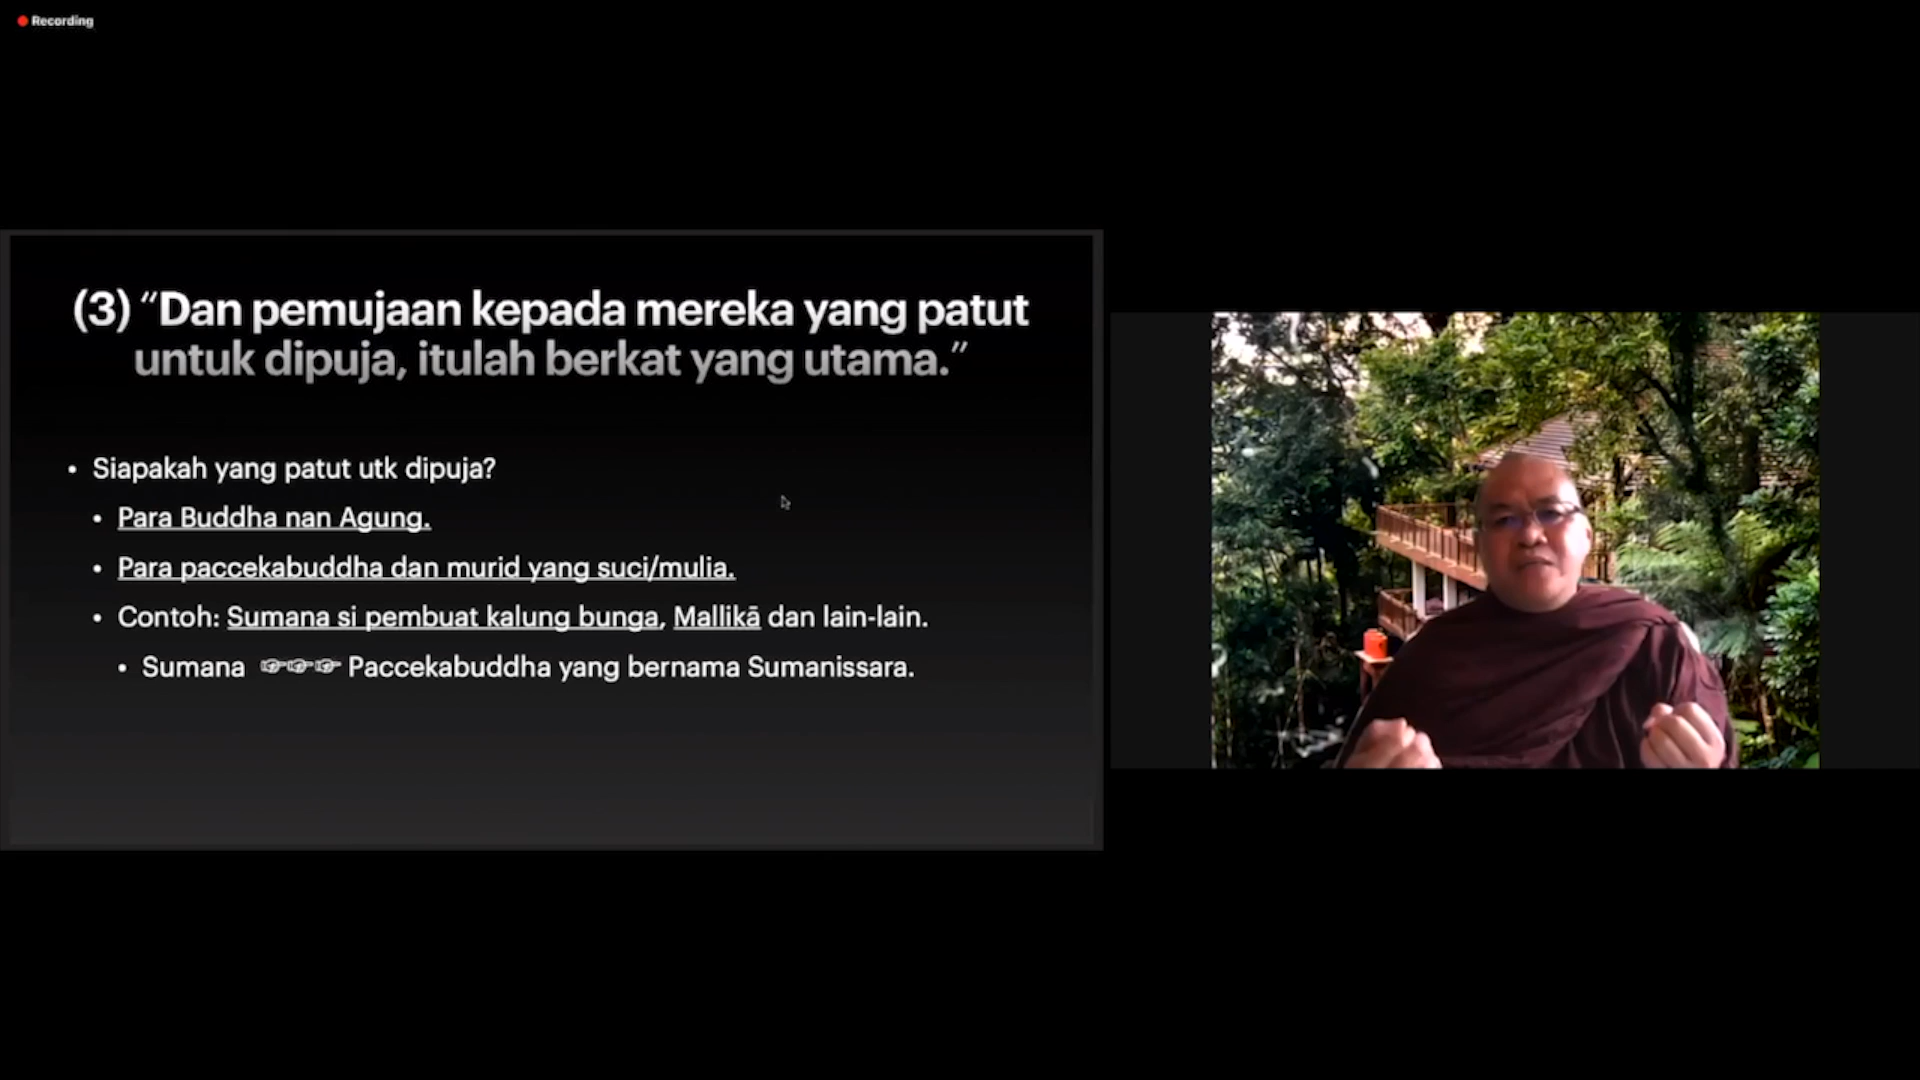 Recording
(3) “Dan pemujaan kepada mereka yang patut
untuk dipuja, itulah berkat yang utama.”
• Siapakah yang patut utk dipuja?
• Para Buddha nan Agung.
• Para paccekabuddha dan murid yang suci/mulia.
• Contoh: Sumana si pembuat kalung bunga, Mallikā dan lain-lain.
• Sumana ☞☞☞ Paccekabuddha yang bernama Sumanissara.